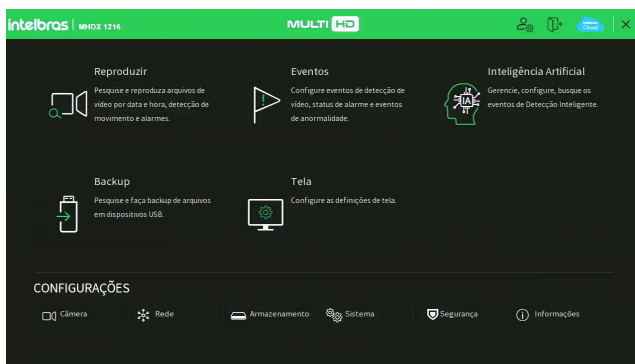 intelbras | MHDX 1216
MULTI HD
Cloud
Reproduzir
Pesquise e reproduza arquivos de
vídeo por data e hora, detecção de
movimento e alarmes.
Eventos
Configure eventos de detecção de
vídeo, status de alarme e eventos
de anormalidade.
Inteligência Artificial
Gerencie, configure, busque os
eventos de Detecção Inteligente.
IA
Backup
Pesquise e faça backup de arquivos
em dispositivos USB.
Tela
Configure as definições de tela.
CONFIGURAÇÕES
Câmera
Rede
Armazenamento
Sistema
Segurança
Informações